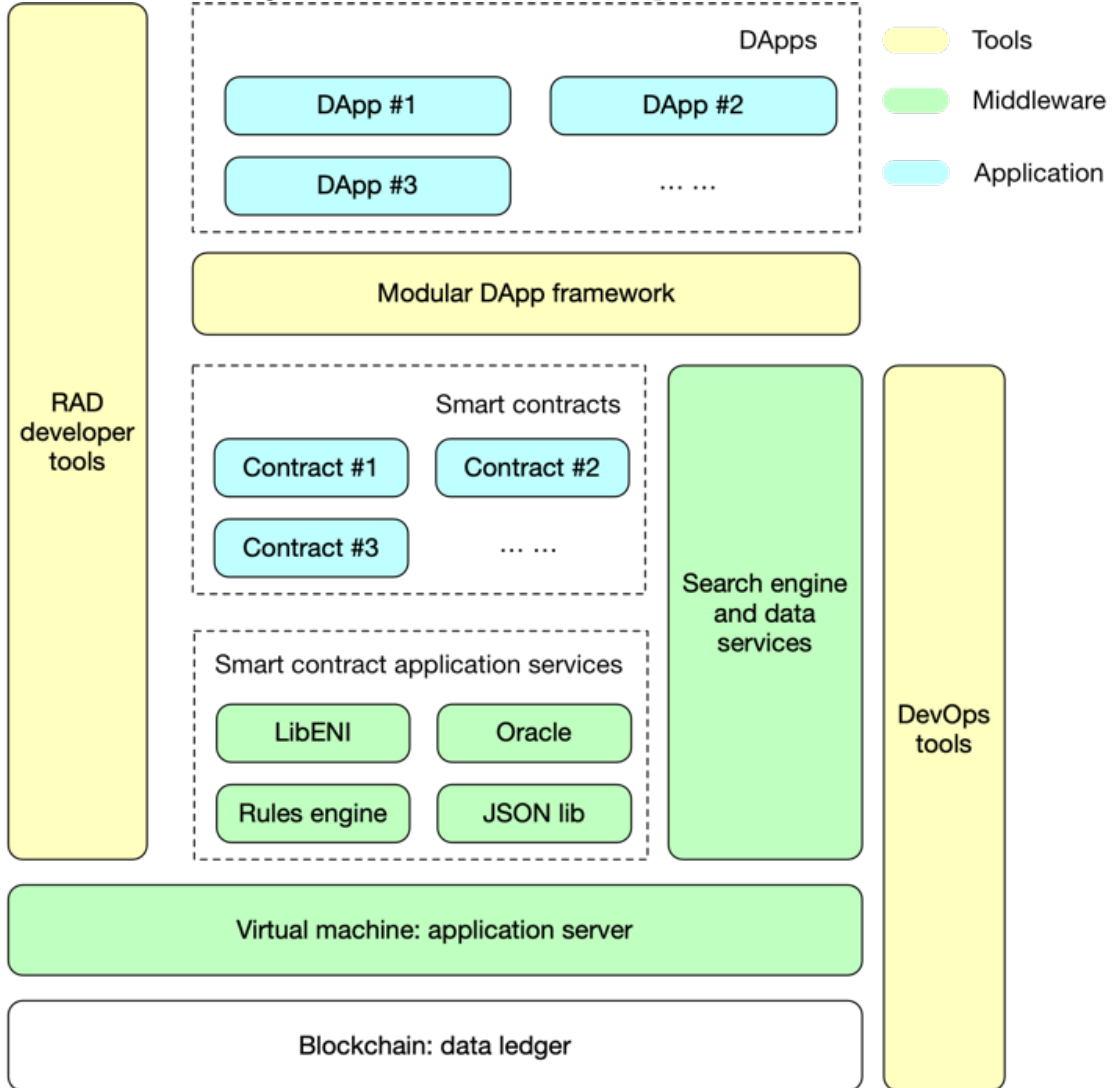 DApps
DApp #1
DApp #2
DApp #3
... ...
Tools
Middleware
Application
Modular DApp framework
RAD
developer
tools
Smart contracts
Contract #1
Contract #2
Contract #3
... ...
Search engine
and data
services
Smart contract application services
LibENI
Oracle
Rules engine
JSON lib
DevOps
tools
Virtual machine: application server
Blockchain: data ledger